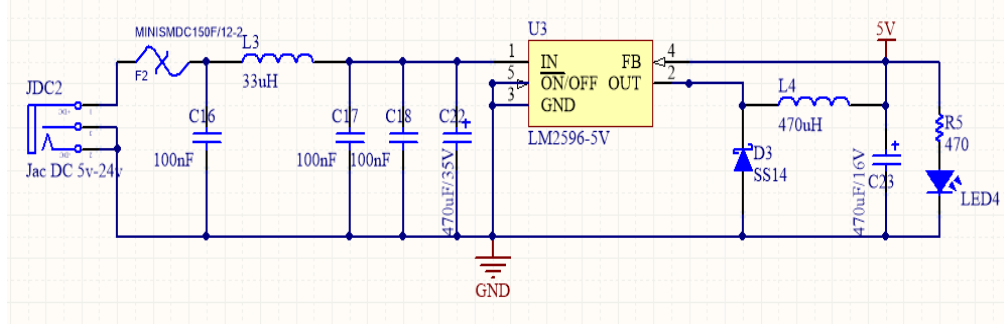 MINISMDC150F/12-2
F2
L3
33uH
JDC2
Jac DC 5v-24v
C16
100nF
C17
100nF
C18
100nF
C22
+
470uF/35V
U3
1
IN
FB
4
5
ON/OFF
OUT
2
3
GND
LM2596-5V
GND
D3
SS14
L4
470uH
5V
+
C23
470uF/16V
R5
470
LED4